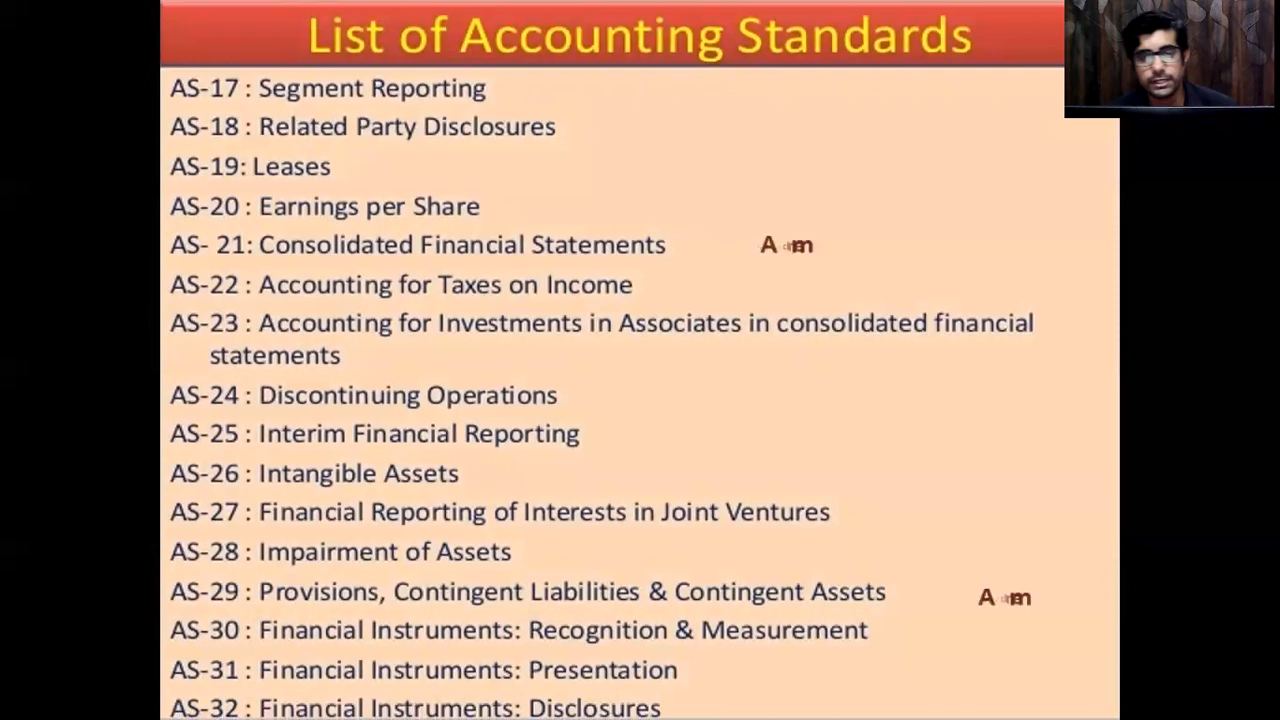 List of Accounting Standards
AS-17 : Segment Reporting
AS-18 : Related Party Disclosures
AS-19: Leases
AS-20 : Earnings per Share
AS- 21: Consolidated Financial Statements
AS-22 : Accounting for Taxes on Income
AS-23 : Accounting for Investments in Associates in consolidated financial
statements
AS-24 : Discontinuing Operations
AS-25 : Interim Financial Reporting
AS-26 : Intangible Assets
AS-27 : Financial Reporting of Interests in Joint Ventures
AS-28 : Impairment of Assets
AS-29 : Provisions, Contingent Liabilities & Contingent Assets
AS-30 : Financial Instruments: Recognition & Measurement
AS-31 : Financial Instruments: Presentation
AS-32 : Financial Instruments: Disclosures